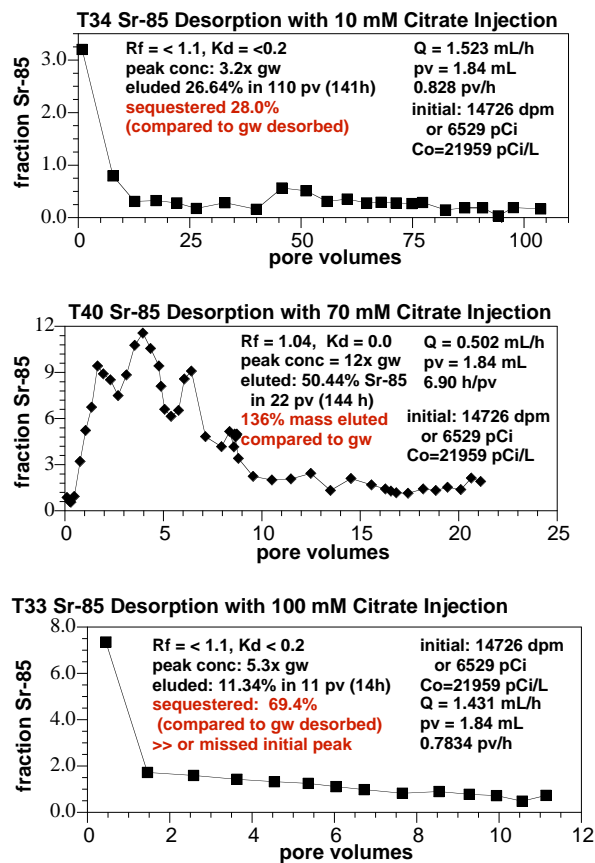 T34 Sr-85 Desorption with 10 mM Citrate Injection
Rf = < 1.1, Kd = <0.2
peak conc: 3.2x gw
eluded 26.64% in 110 pv (141h)
sequestered 28.0%
(compared to gw desorbed)
Q = 1.523 mL/h
pv = 1.84 mL
0.828 pv/h
initial: 14726 dpm
or 6529 pCi
Co=21959 pCi/L
fraction Sr-85
3.0
2.0
1.0
0.0
0
25
50
75
100
pore volumes
T40 Sr-85 Desorption with 70 mM Citrate Injection
Rf = 1.04, Kd = 0.0
peak conc = 12x gw
eluted: 50.44% Sr-85
in 22 pv (144 h)
136% mass eluted
compared to gw
Q = 0.502 mL/h
pv = 1.84 mL
6.90 h/pv
initial: 14726 dpm
or 6529 pCi
Co=21959 pCi/L
fraction Sr-85
12
9
6
3
0
0
5
10
15
20
25
pore volumes
T33 Sr-85 Desorption with 100 mM Citrate Injection
Rf = < 1.1, Kd < 0.2
peak conc: 5.3x gw
eluded: 11.34% in 11 pv (14h)
sequestered: 69.4%
(compared to gw desorbed)
>> or missed initial peak
initial: 14726 dpm
or 6529 pCi
Co=21959 pCi/L
Q = 1.431 mL/h
pv = 1.84 mL
0.7834 pv/h
fraction Sr-85
8.0
6.0
4.0
2.0
0.0
0
2
4
6
8
10
12
pore volumes